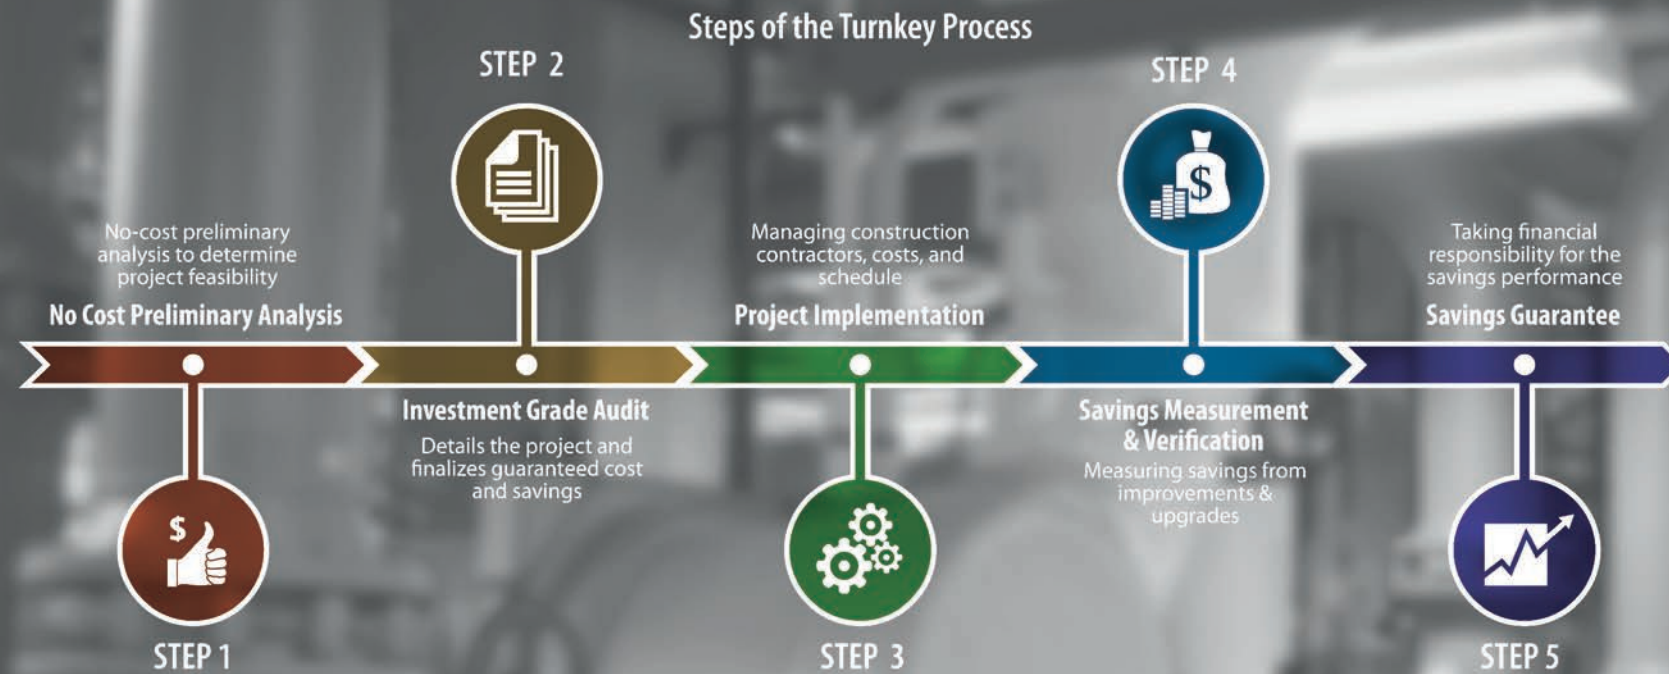 Steps of the Turnkey Process
STEP 1
No-cost preliminary
analysis to determine
project feasibility
No Cost Preliminary Analysis
$
STEP 2
Investment Grade Audit
Details the project and
finalizes guaranteed cost
and savings
STEP 3
Managing construction
contractors, costs, and
schedule
Project Implementation
STEP 4
$
Savings Measurement
& Verification
Measuring savings from
improvements &
upgrades
STEP 5
Taking financial
responsibility for the
savings performance
Savings Guarantee